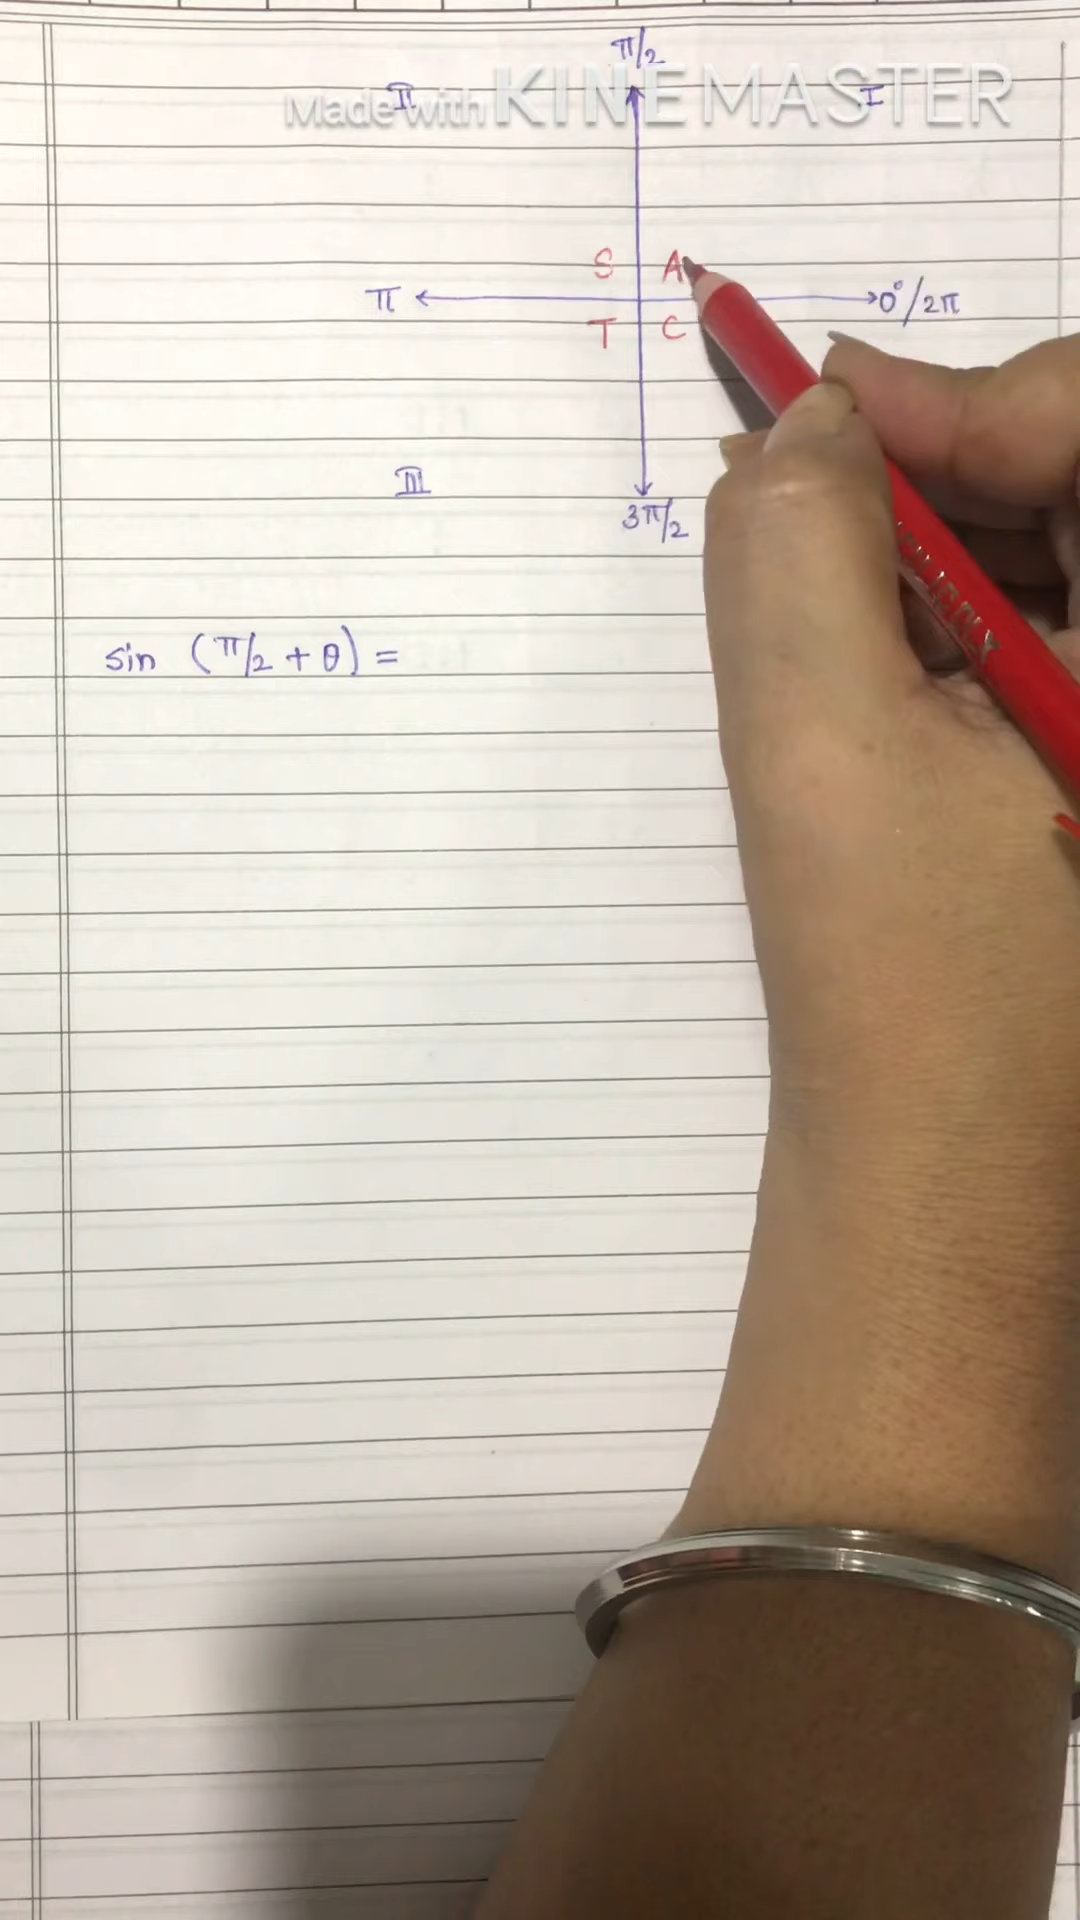 π/2
Made with KINEMASTER
II I
S A
π 0°/2π
T C
III
3π/2
sin (π/2 + θ) =